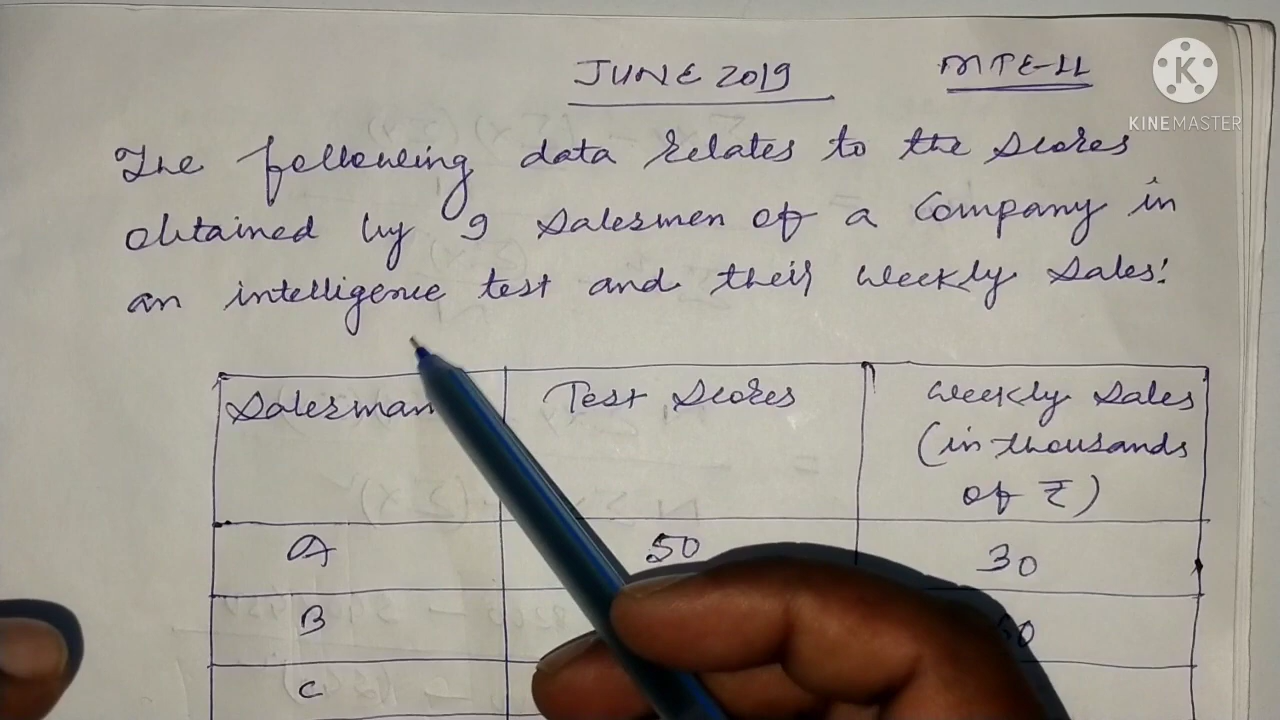 JUNE 2019 MTE-11
KINEMASTER
The following data relates to the scores
obtained by 9 salesmen of a company in
an intelligence test and their weekly sales:
Salesman Test Scores Weekly Sales
(in thousands
of ₹)
A 50 30
B
C